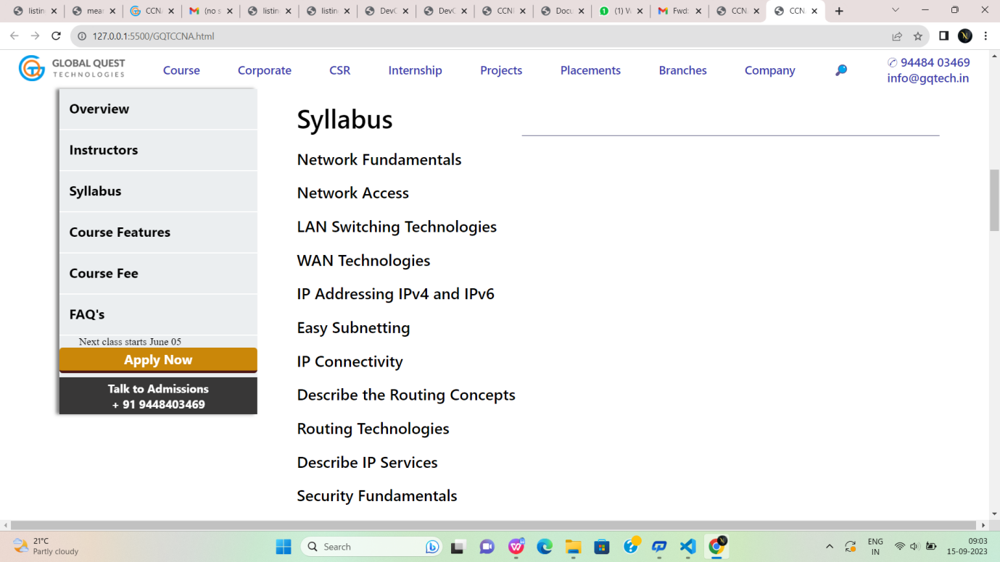 listin
mear
CCN
(no s
listin
listin
DevC
DevC
CCNI
Docu
(1) W
Fwd:
CCN
CCN
127.0.0.1:5500/GQTCCNA.html
GLOBAL QUEST
TECHNOLOGIES
Course
Corporate
CSR
Internship
Projects
Placements
Branches
Company
✆ 94484 03469
info@gqtech.in
Overview
Instructors
Syllabus
Course Features
Course Fee
FAQ's
Next class starts June 05
Apply Now
Talk to Admissions
+ 91 9448403469
Syllabus
Network Fundamentals
Network Access
LAN Switching Technologies
WAN Technologies
IP Addressing IPv4 and IPv6
Easy Subnetting
IP Connectivity
Describe the Routing Concepts
Routing Technologies
Describe IP Services
Security Fundamentals
21°C
Partly cloudy
Search
ENG
IN
09:03
15-09-2023